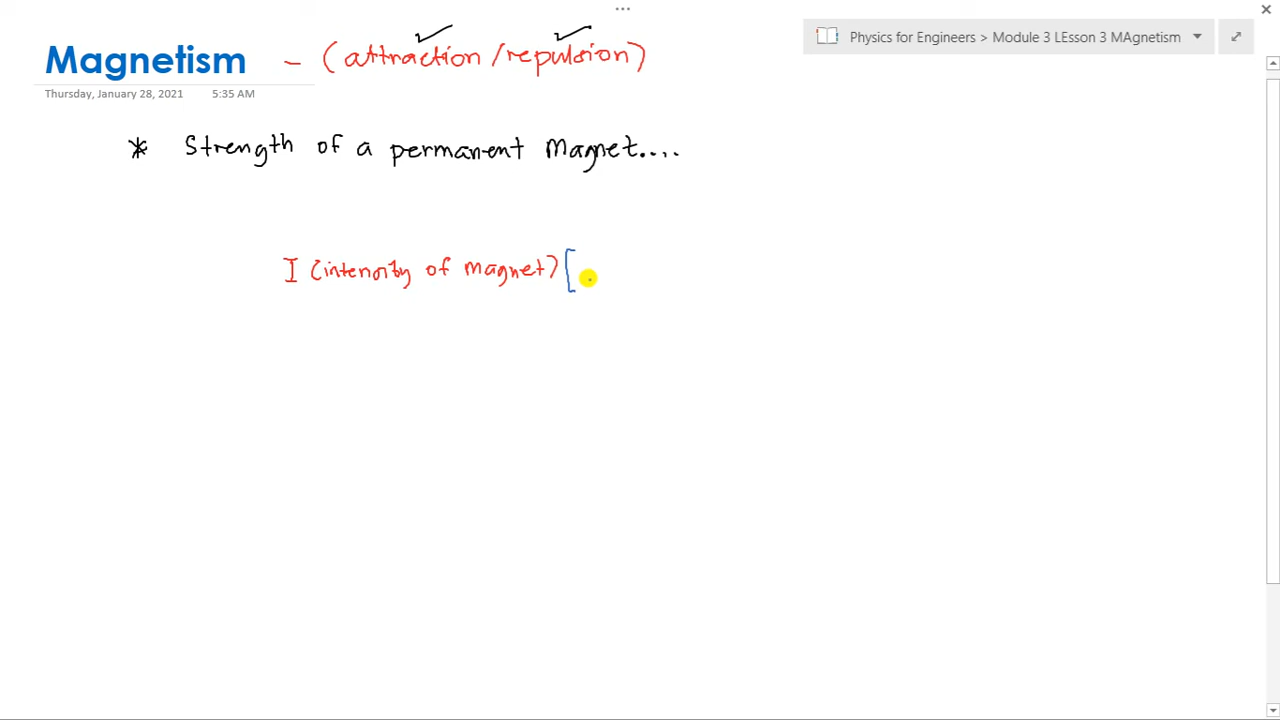 ...
Magnetism - (attraction/repulsion)
Physics for Engineers > Module 3 LEsson 3 MAgnetism
Thursday, January 28, 2021 5:35 AM
* Strength of a permanent Magnet....
I (intensity of magnet) [